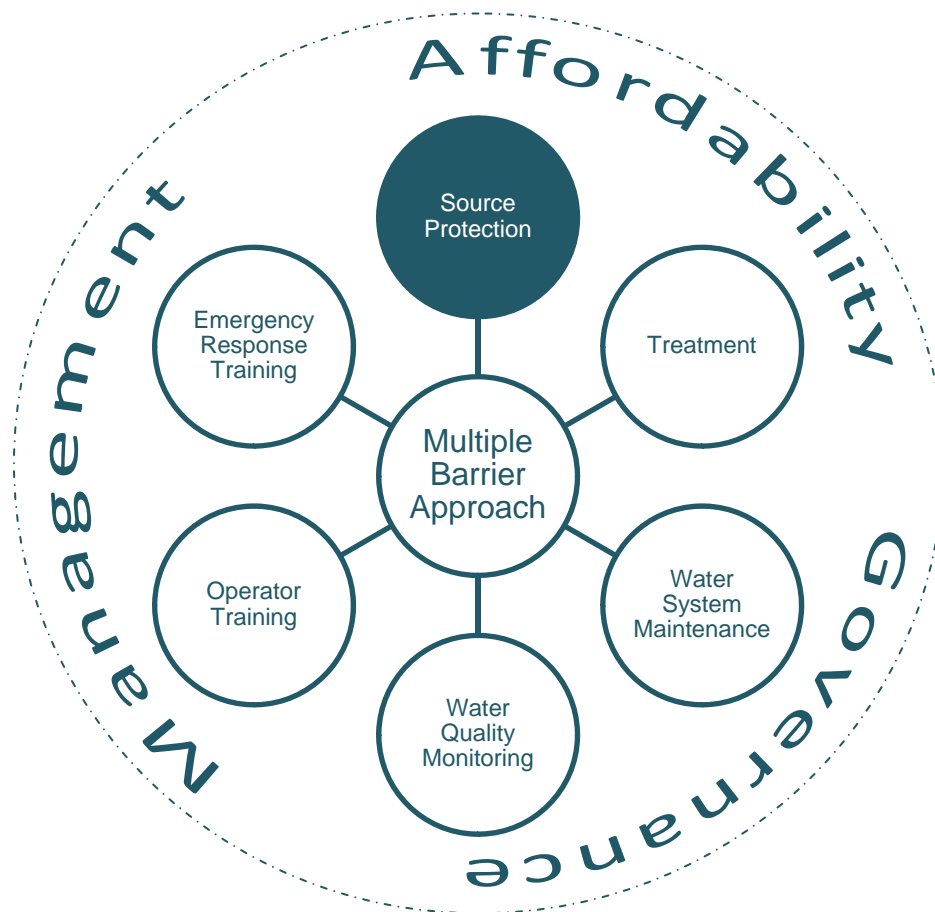 Affordability
Source
Protection
Management
Emergency
Response
Training
Treatment
Multiple
Barrier
Approach
Governance
Operator
Training
Water
System
Maintenance
Water
Quality
Monitoring